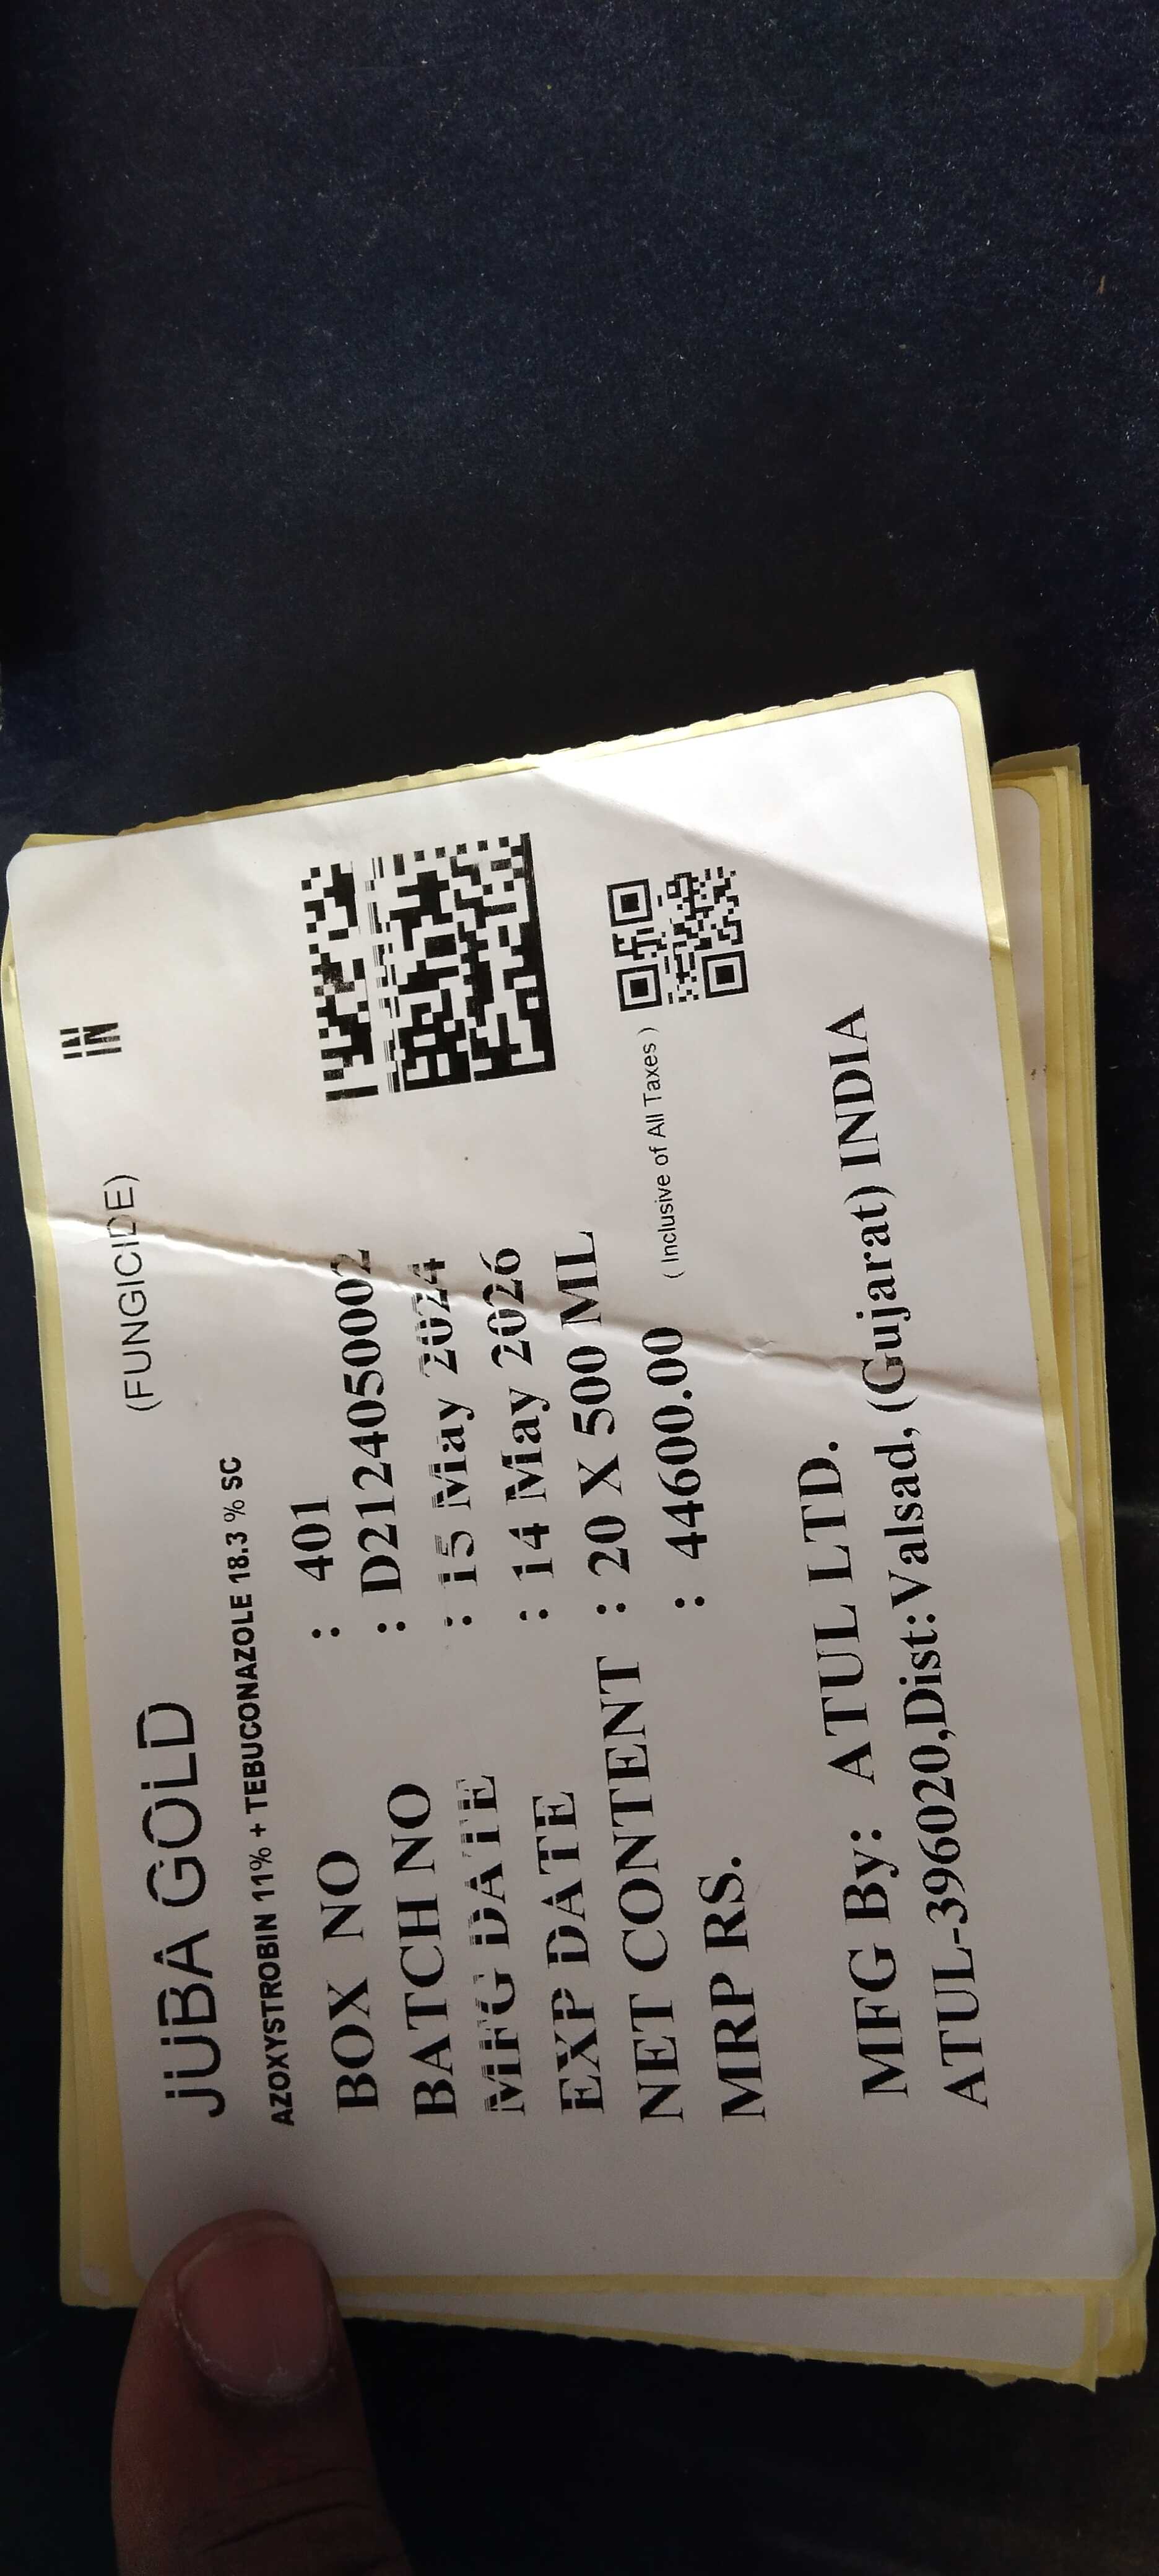 IN
JUBA GOLD (FUNGICIDE)
AZOXYSTROBIN 11% + TEBUCONAZOLE 18.3 % SC
BOX NO : 401
BATCH NO : D2124050002
MFG DATE : 15 May 2024
EXP DATE : 14 May 2026
NET CONTENT : 20 X 500 ML
MRP RS. : 44600.00 ( Inclusive of All Taxes )
MFG By: ATUL LTD.
ATUL-396020,Dist:Valsad, (Gujarat) INDIA